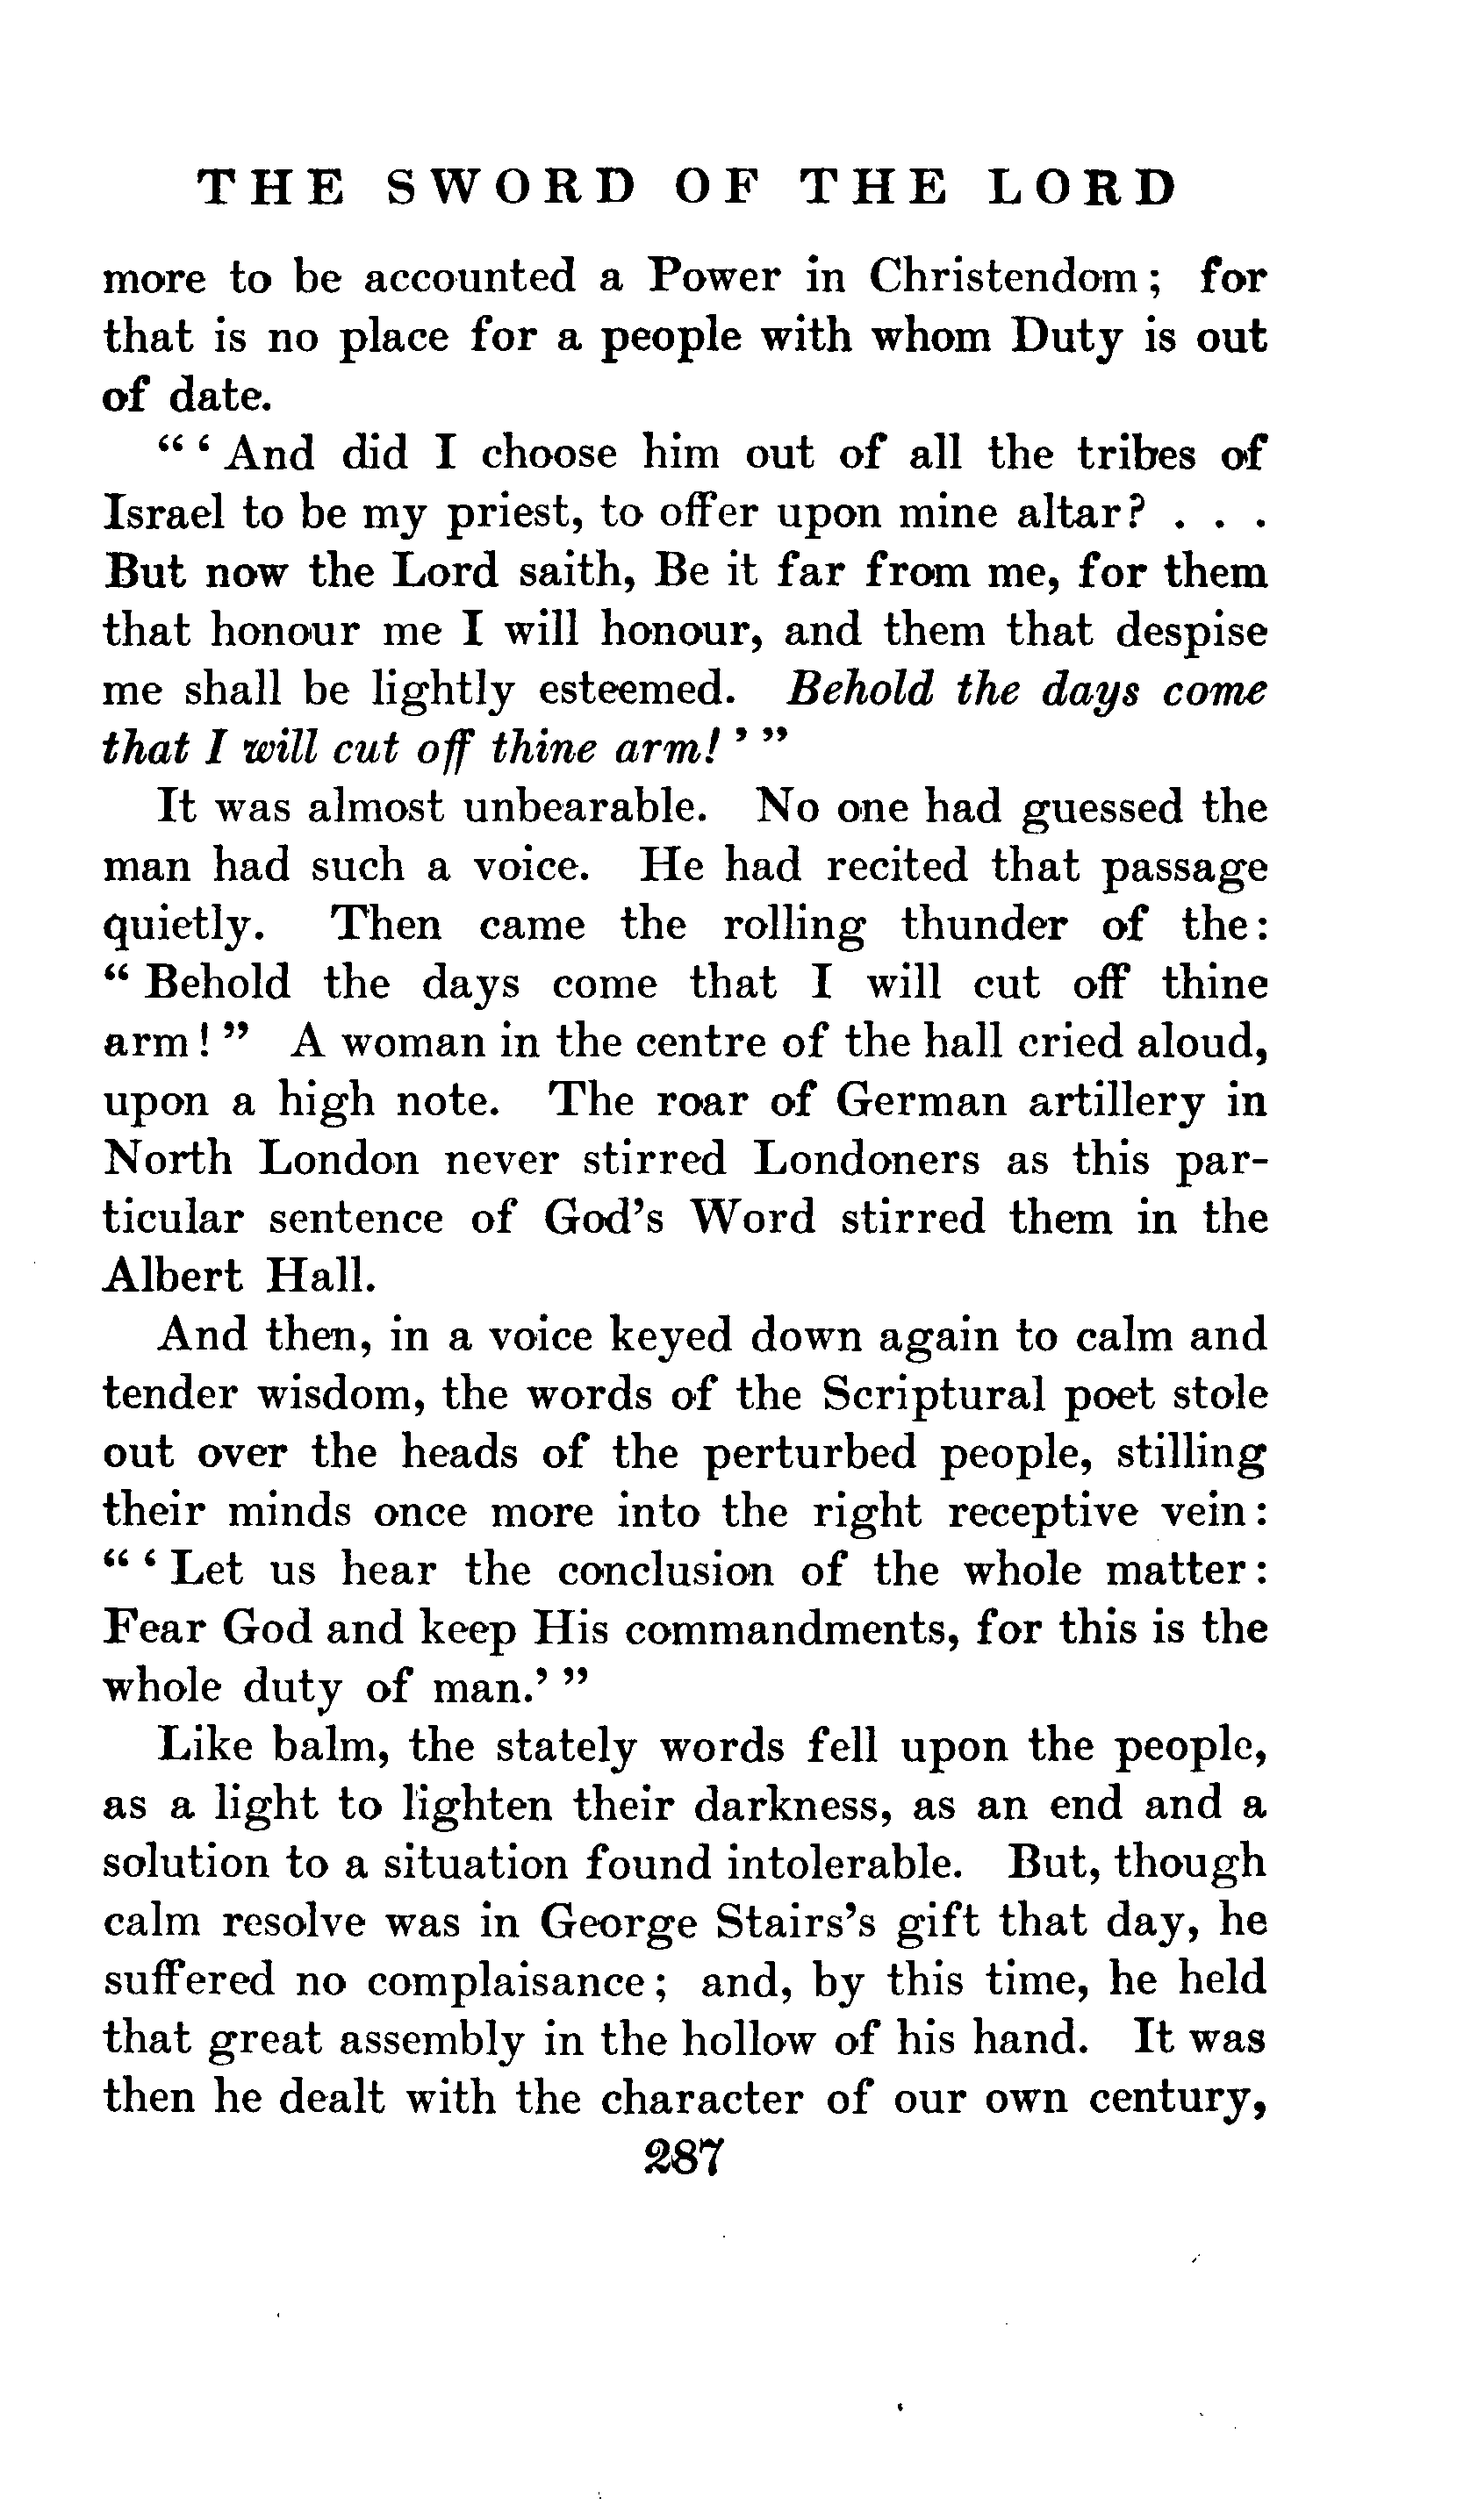 THE SWORD OF THE LORD
more to be accounted a Power in Christendom; for
that is no place for a people with whom Duty is out
of date.
“ ‘ And did I choose him out of all the tribes of
Israel to be my priest, to offer upon mine altar? . . .
But now the Lord saith, Be it far from me, for them
that honour me I will honour, and them that despise
me shall be lightly esteemed. Behold the days come
that I will cut off thine arm! ’ ”
It was almost unbearable. No one had guessed the
man had such a voice. He had recited that passage
quietly. Then came the rolling thunder of the:
“ Behold the days come that I will cut off thine
arm! ” A woman in the centre of the hall cried aloud,
upon a high note. The roar of German artillery in
North London never stirred Londoners as this par-
ticular sentence of God’s Word stirred them in the
Albert Hall.
And then, in a voice keyed down again to calm and
tender wisdom, the words of the Scriptural poet stole
out over the heads of the perturbed people, stilling
their minds once more into the right receptive vein:
“ ‘ Let us hear the conclusion of the whole matter:
Fear God and keep His commandments, for this is the
whole duty of man.’ ”
Like balm, the stately words fell upon the people,
as a light to lighten their darkness, as an end and a
solution to a situation found intolerable. But, though
calm resolve was in George Stairs’s gift that day, he
suffered no complaisance; and, by this time, he held
that great assembly in the hollow of his hand. It was
then he dealt with the character of our own century,
287